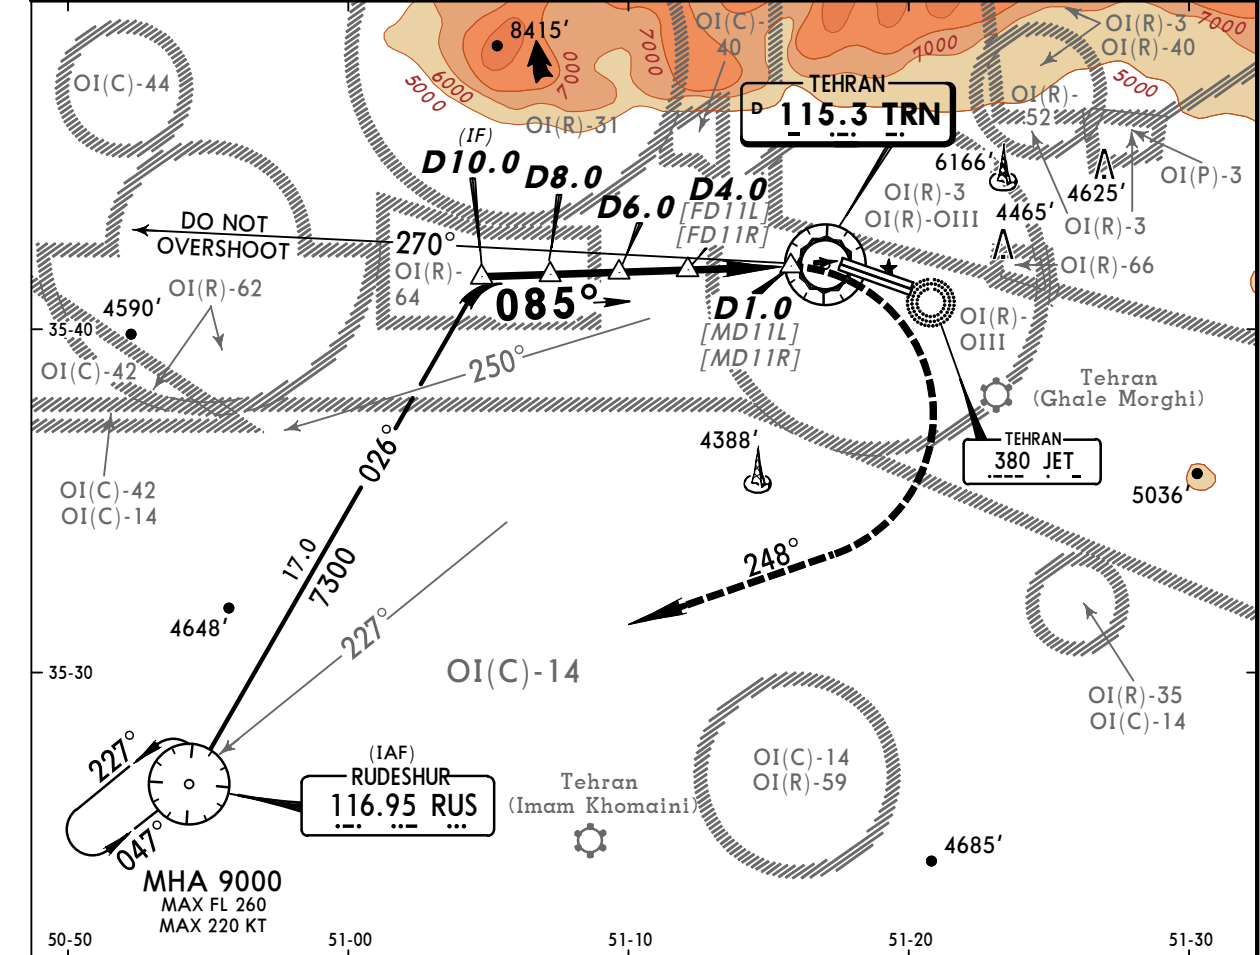 8415'
7000
7000
6000
5000
OI(C)-
40
TEHRAN
D 115.3 TRN
7000
7000
5000
OI(R)-3
OI(R)-40
OI(R)-
52
OI(C)-44
OI(R)-31
(IF)
D10.0
D8.0
D6.0
D4.0
[FD11L]
[FD11R]
6166'
4625'
OI(P)-3
OI(R)-3
OI(R)-OIII
4465'
OI(R)-3
OI(R)-66
DO NOT
OVERSHOOT
270°
OI(R)-
64
085°
D1.0
[MD11L]
[MD11R]
OI(R)-
OIII
OI(R)-62
4590'
35-40
OI(C)-42
250°
Tehran
(Ghale Morghi)
026°
4388'
TEHRAN
380 JET
5036'
OI(C)-42
OI(C)-14
17.0
7300
248°
4648'
227°
35-30
OI(C)-14
OI(R)-35
OI(C)-14
227°
047°
(IAF)
RUDESHUR
116.95 RUS
Tehran
(Imam Khomaini)
OI(C)-14
OI(R)-59
4685'
MHA 9000
MAX FL 260
MAX 220 KT
50-50
51-00
51-10
51-20
51-30